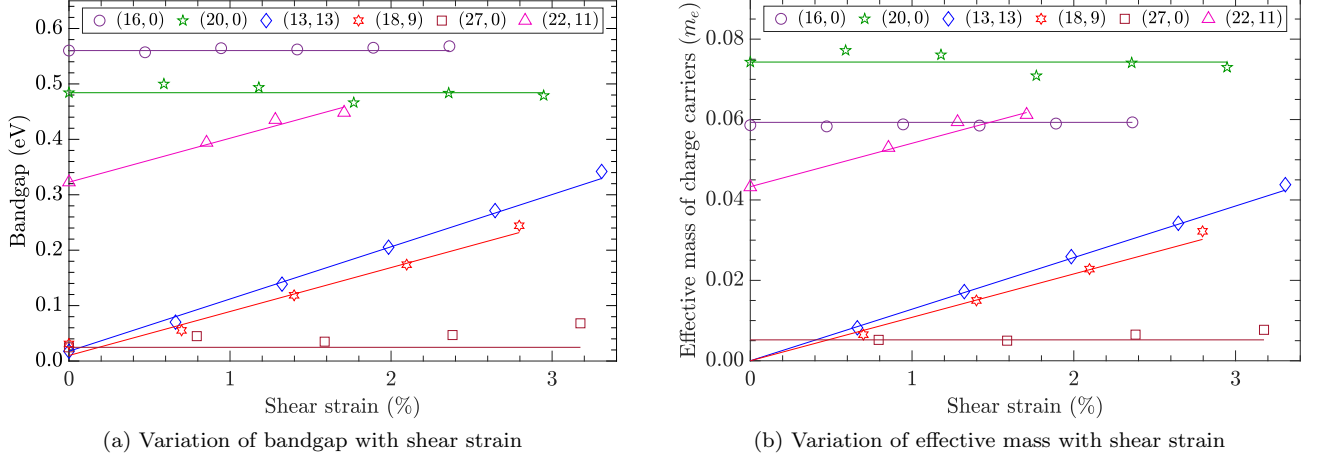 (16, 0) (20, 0) (13, 13) (18, 9) (27, 0) (22, 11)
0.6
0.5
0.4
0.3
0.2
0.1
0.0
Bandgap (eV)
0 1 2 3
Shear strain (%)
(a) Variation of bandgap with shear strain
(16, 0) (20, 0) (13, 13) (18, 9) (27, 0) (22, 11)
0.08
0.06
0.04
0.02
0.00
Effective mass of charge carriers (mₑ)
0 1 2 3
Shear strain (%)
(b) Variation of effective mass with shear strain